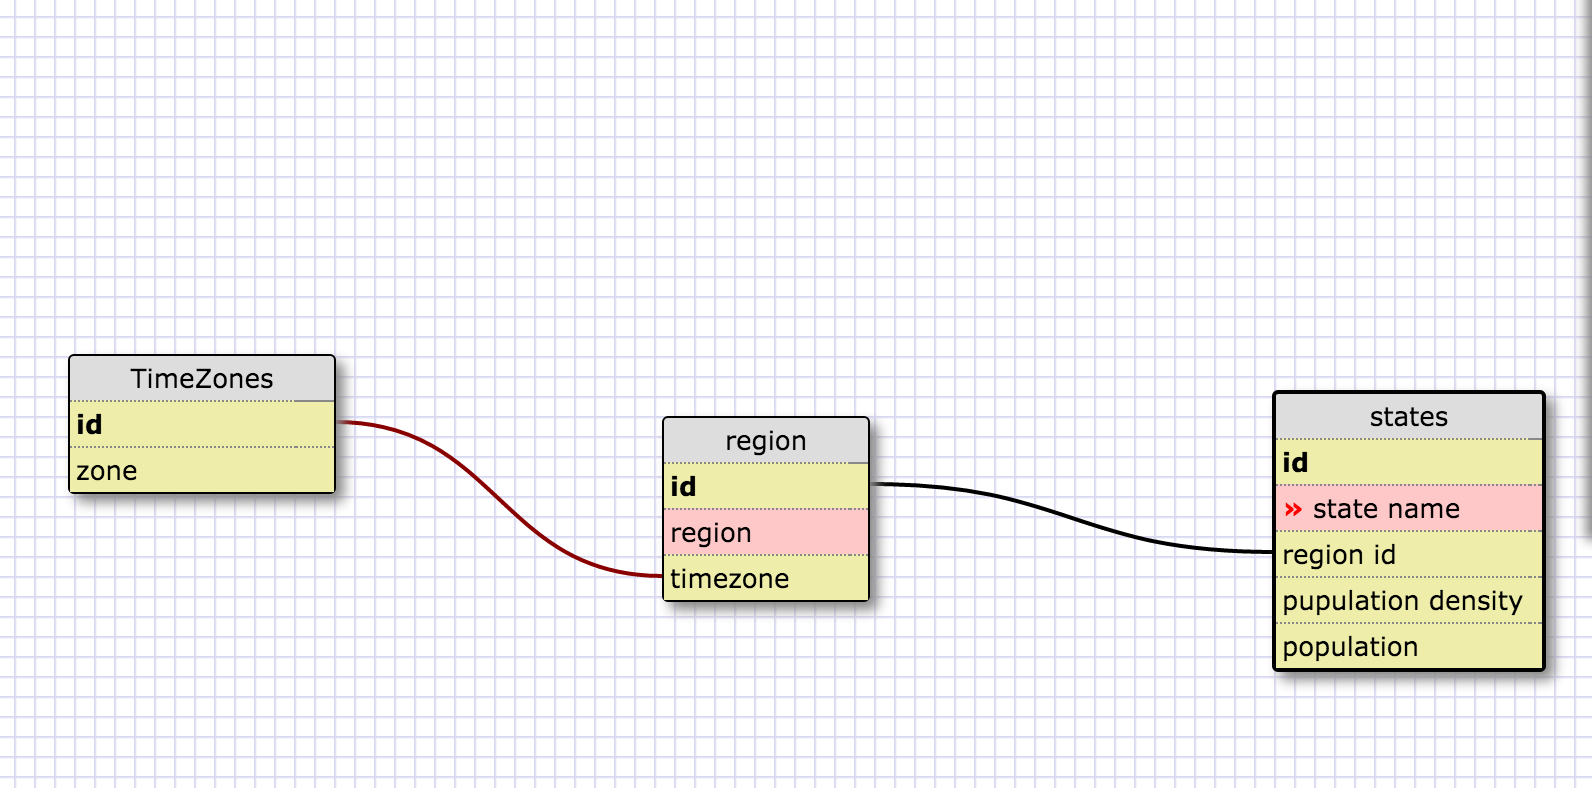 TimeZones
id
zone
region
id
region
timezone
states
id
» state name
region id
pupulation density
population